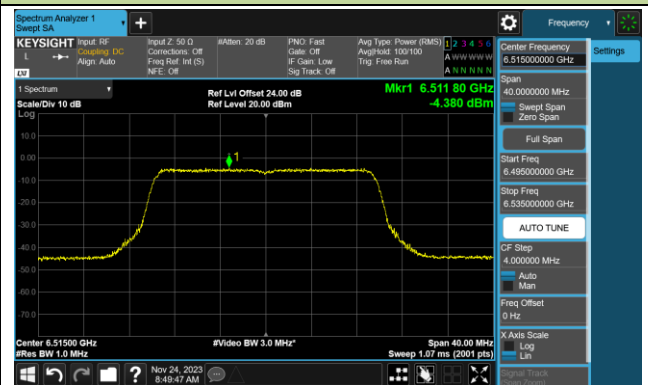 Spectrum Analyzer 1
Swept SA
Frequency
KEYSIGHT
Input: RF
Coupling: DC
Align: Auto
Input Z: 50 Ω
Corrections: Off
Freq Ref: Int (S)
NFE: Off
#Atten: 20 dB
PNO: Fast
Gate: Off
IF Gain: Low
Sig Track: Off
Avg Type: Power (RMS)
Avg|Hold: 100/100
Trig: Free Run
1 2 3 4 5 6
A W W W W W
A N N N N N
L
LXI
1 Spectrum
Scale/Div 10 dB
Log
Ref Lvl Offset 24.00 dB
Ref Level 20.00 dBm
Mkr1 6.511 80 GHz
-4.380 dBm
10.0
0.00
-10.0
-20.0
-30.0
-40.0
-50.0
-60.0
-70.0
1
Center 6.51500 GHz
#Res BW 1.0 MHz
#Video BW 3.0 MHz*
Span 40.00 MHz
Sweep 1.07 ms (2001 pts)
Nov 24, 2023
8:49:47 AM
Center Frequency
6.515000000 GHz
Settings
Span
40.0000000 MHz
Swept Span
Zero Span
Full Span
Start Freq
6.495000000 GHz
Stop Freq
6.535000000 GHz
AUTO TUNE
CF Step
4.000000 MHz
Auto
Man
Freq Offset
0 Hz
X Axis Scale
Log
Lin
Signal Track
(Span Zoom)